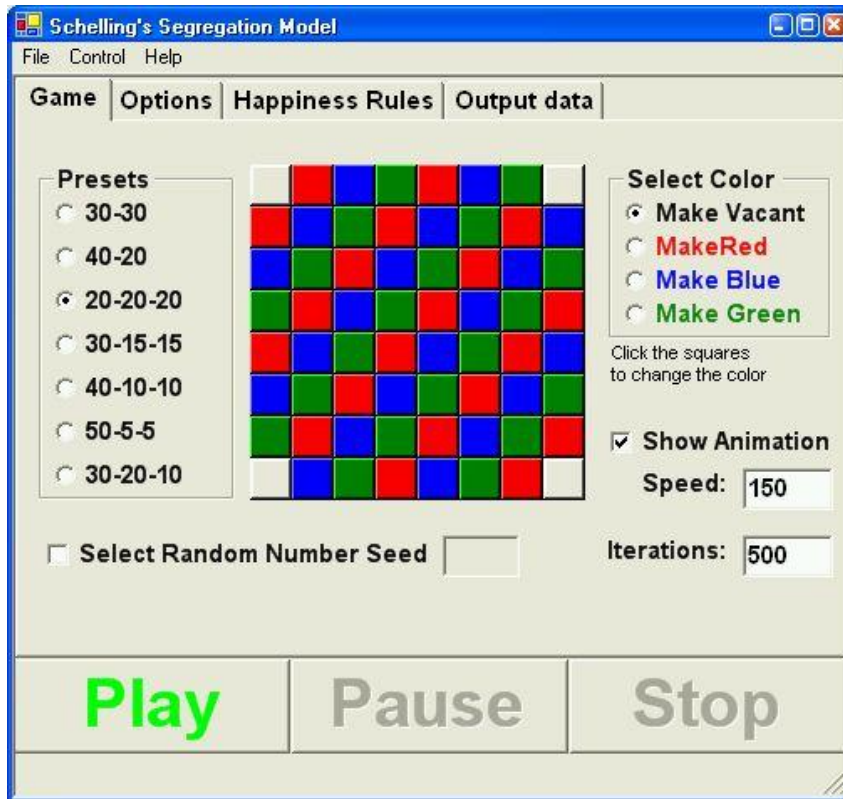 Schelling's Segregation Model
File Control Help
Game Options Happiness Rules Output data
Presets
30-30
40-20
20-20-20
30-15-15
40-10-10
50-5-5
30-20-10
Select Color
Make Vacant
MakeRed
Make Blue
Make Green
Click the squares
to change the color
Show Animation
Speed: 150
Select Random Number Seed
Iterations: 500
Play Pause Stop